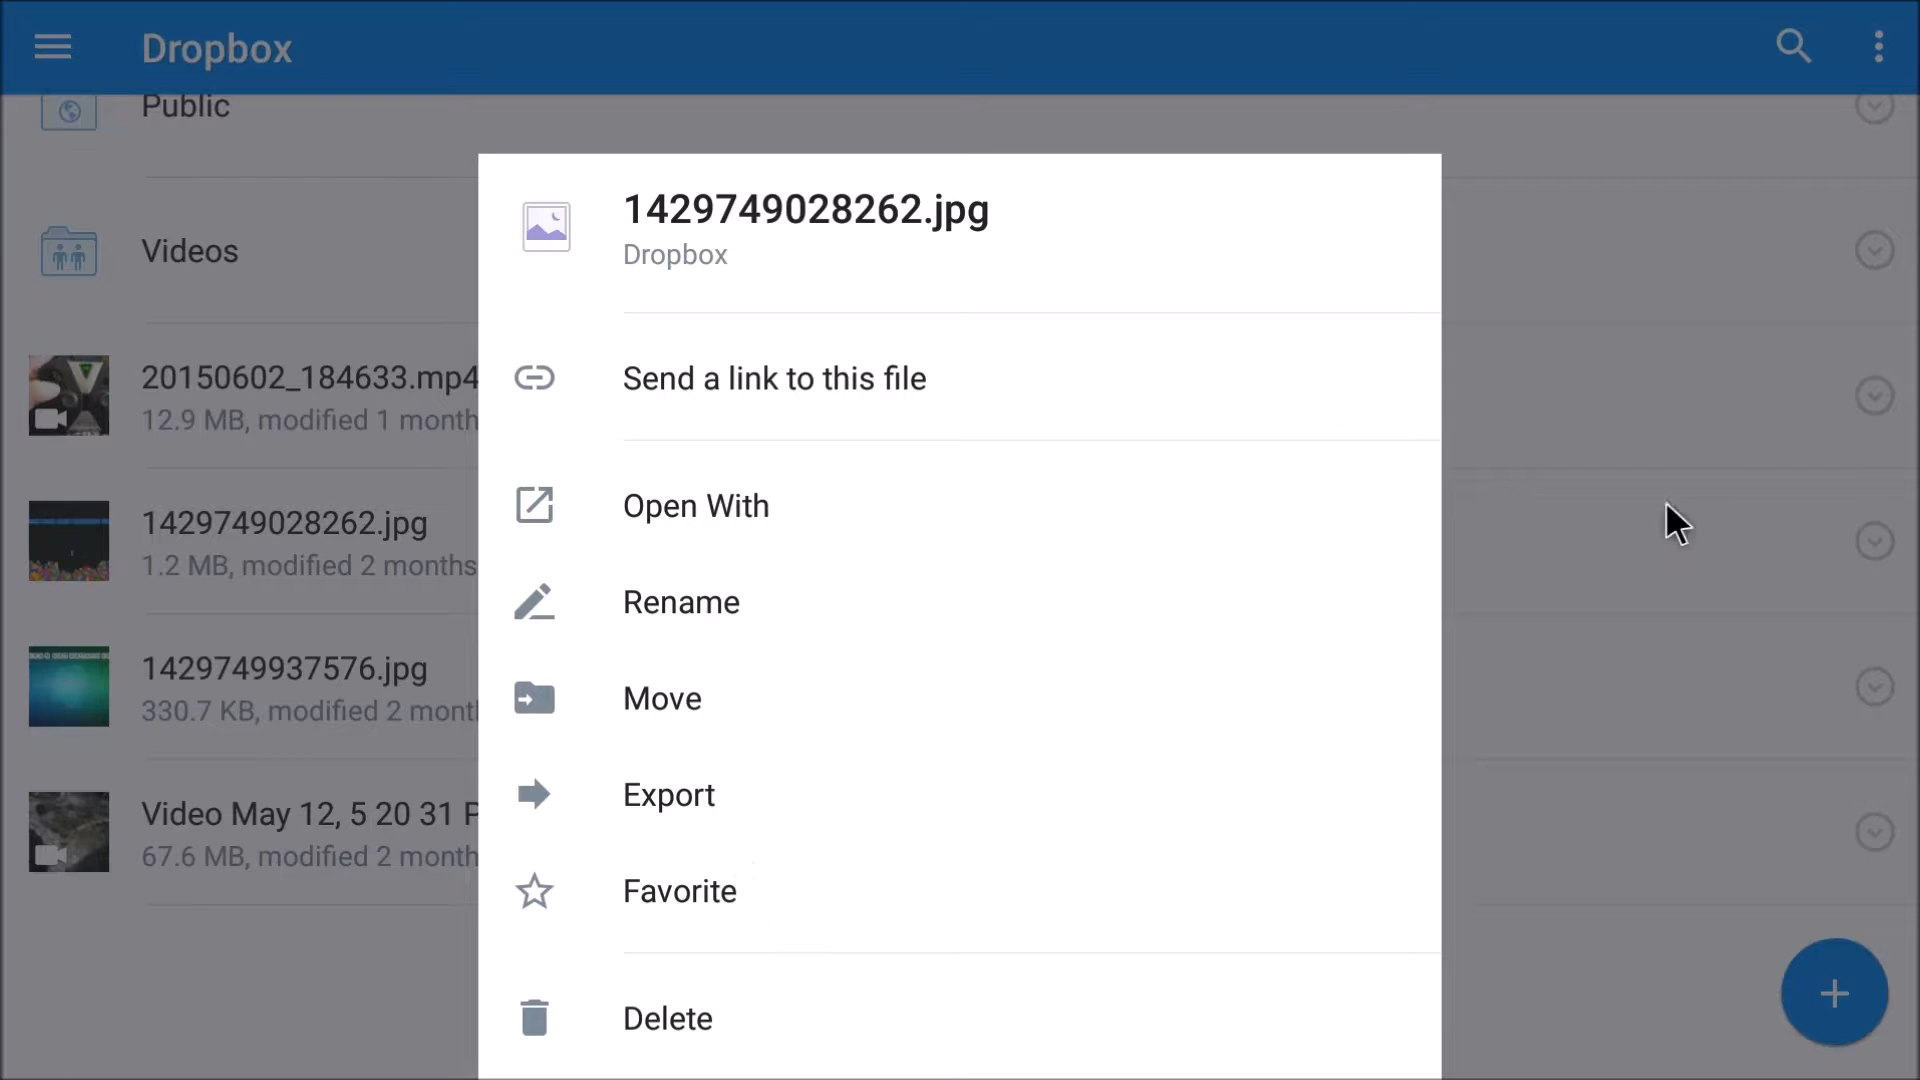 Dropbox
Public
Videos
20150602_184633.mp4
12.9 MB, modified 1 month
1429749028262.jpg
1.2 MB, modified 2 months
1429749937576.jpg
330.7 KB, modified 2 mont
Video May 12, 5 20 31 P
67.6 MB, modified 2 month
1429749028262.jpg
Dropbox
Send a link to this file
Open With
Rename
Move
Export
Favorite
Delete